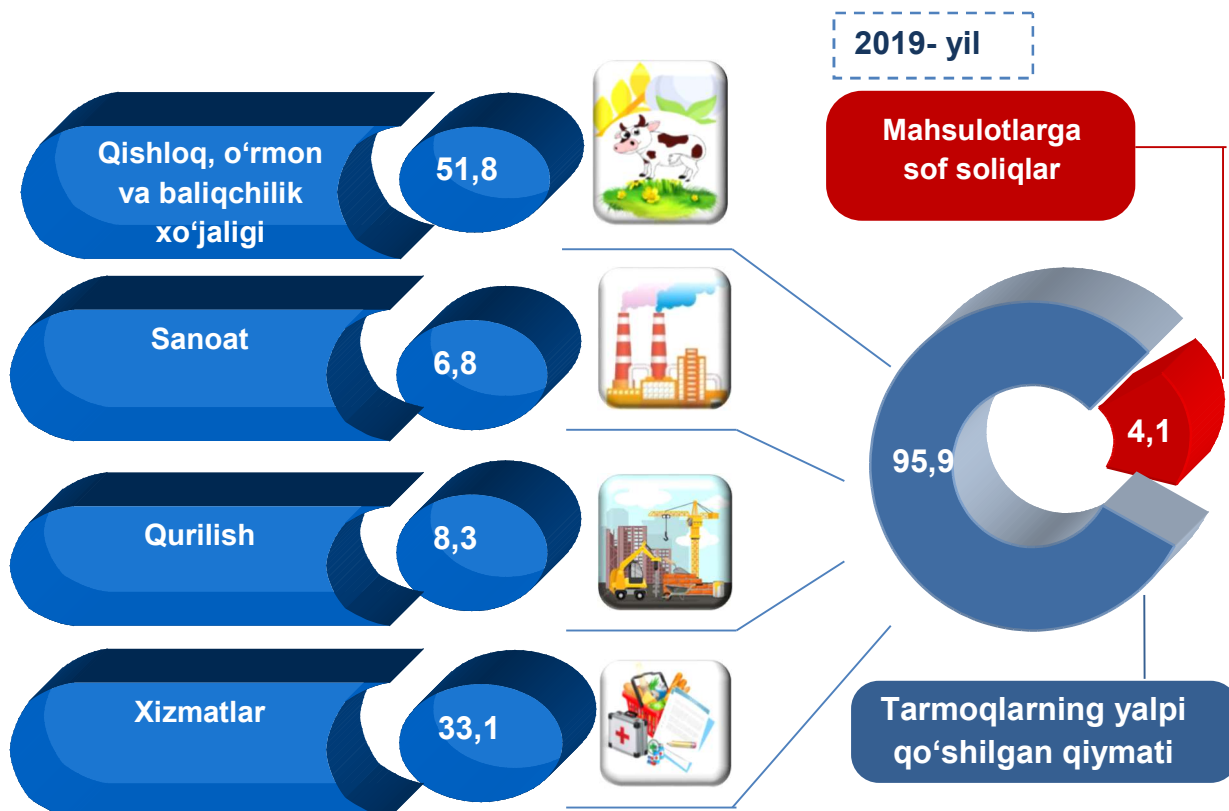 2019- yil
Qishloq, o‘rmon
va baliqchilik
xo‘jaligi
51,8
Sanoat
6,8
Qurilish
8,3
Xizmatlar
33,1
Mahsulotlarga
sof soliqlar
95,9
4,1
Tarmoqlarning yalpi
qo‘shilgan qiymati